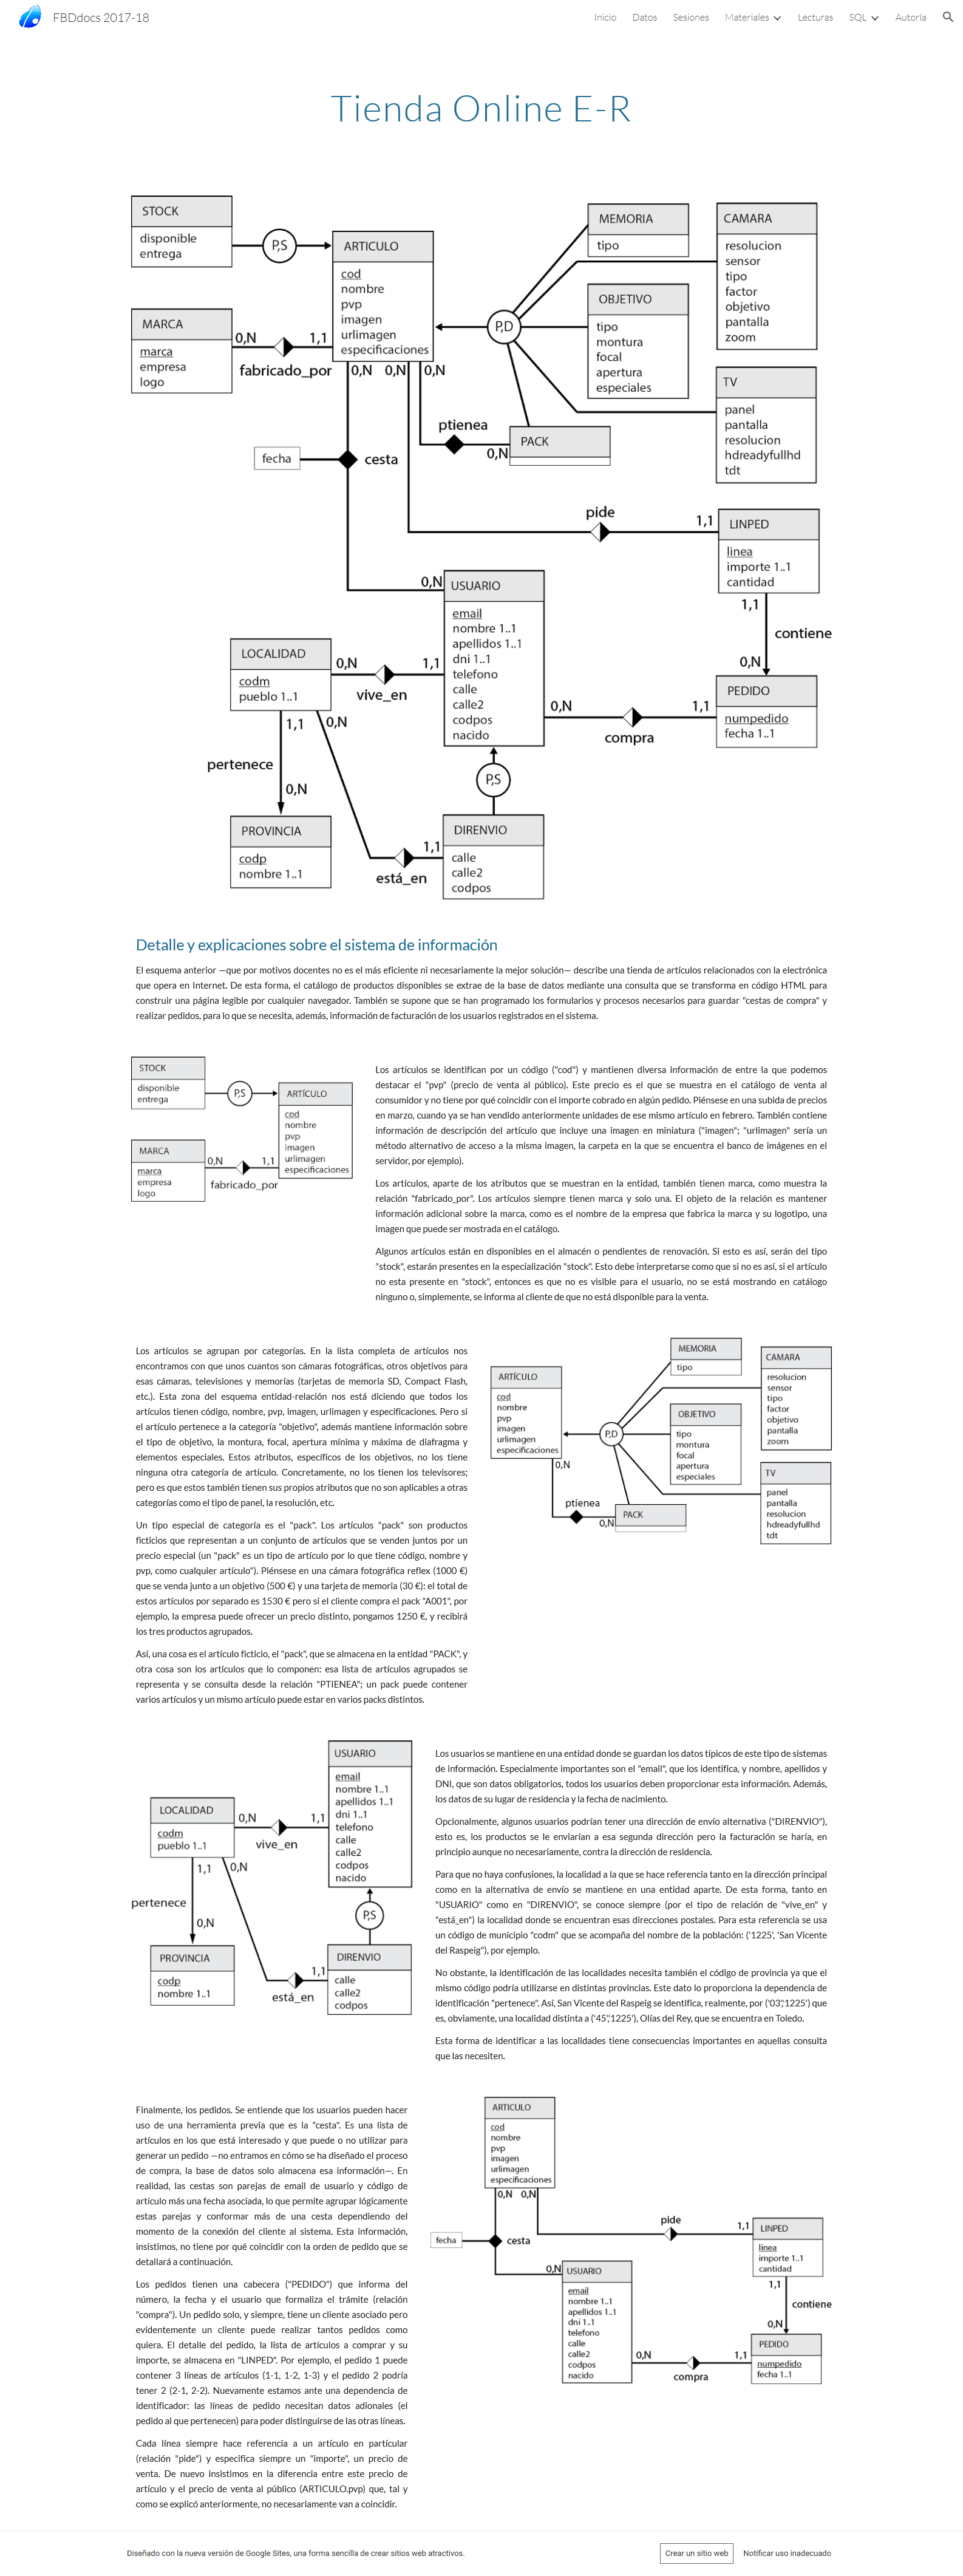 FBDdocs 2017-18
Inicio Datos Sesiones Materiales Lecturas SQL Autoría
Tienda Online E-R
STOCK
disponible
entrega
P,S
ARTICULO
cod
nombre
pvp
imagen
urlimagen
especificaciones
MARCA
marca
empresa
logo
0,N 1,1
fabricado_por
MEMORIA
tipo
CAMARA
resolucion
sensor
tipo
factor
objetivo
pantalla
zoom
P,D
OBJETIVO
tipo
montura
focal
apertura
especiales
TV
panel
pantalla
resolucion
hdreadyfullhd
tdt
0,N 0,N 0,N
ptienea
0,N
PACK
fecha
cesta
pide
1,1
LINPED
linea
importe 1..1
cantidad
1,1
contiene
0,N
0,N
USUARIO
email
nombre 1..1
apellidos 1..1
dni 1..1
telefono
calle
calle2
codpos
nacido
LOCALIDAD
codm
pueblo 1..1
0,N 1,1
vive_en
PEDIDO
numpedido
fecha 1..1
0,N 1,1
compra
1,1 0,N
pertenece
0,N
P,S
PROVINCIA
codp
nombre 1..1
1,1
está_en
DIRENVIO
calle
calle2
codpos
Detalle y explicaciones sobre el sistema de información
El esquema anterior —que por motivos docentes no es el más eficiente ni necesariamente la mejor solución— describe una tienda de artículos relacionados con la electrónica
que opera en Internet. De esta forma, el catálogo de productos disponibles se extrae de la base de datos mediante una consulta que se transforma en código HTML para
construir una página legible por cualquier navegador. También se supone que se han programado los formularios y procesos necesarios para guardar "cestas de compra" y
realizar pedidos, para lo que se necesita, además, información de facturación de los usuarios registrados en el sistema.
STOCK
disponible
entrega
P,S
ARTÍCULO
cod
nombre
pvp
imagen
urlimagen
especificaciones
MARCA
marca
empresa
logo
0,N 1,1
fabricado_por
Los artículos se identifican por un código ("cod") y mantienen diversa información de entre la que podemos
destacar el "pvp" (precio de venta al público). Este precio es el que se muestra en el catálogo de venta al
consumidor y no tiene por qué coincidir con el importe cobrado en algún pedido. Piénsese en una subida de precios
en marzo, cuando ya se han vendido anteriormente unidades de ese mismo artículo en febrero. También contiene
información de descripción del artículo que incluye una imagen en miniatura ("imagen"; "urlimagen" sería un
método alternativo de acceso a la misma imagen, la carpeta en la que se encuentra el banco de imágenes en el
servidor, por ejemplo).
Los artículos, aparte de los atributos que se muestran en la entidad, también tienen marca, como muestra la
relación "fabricado_por". Los artículos siempre tienen marca y solo una. El objeto de la relación es mantener
información adicional sobre la marca, como es el nombre de la empresa que fabrica la marca y su logotipo, una
imagen que puede ser mostrada en el catálogo.
Algunos artículos están en disponibles en el almacén o pendientes de renovación. Si esto es así, serán del tipo
"stock", estarán presentes en la especialización "stock". Esto debe interpretarse como que si no es así, si el artículo
no esta presente en "stock", entonces es que no es visible para el usuario, no se está mostrando en catálogo
ninguno o, simplemente, se informa al cliente de que no está disponible para la venta.
Los artículos se agrupan por categorías. En la lista completa de artículos nos
encontramos con que unos cuantos son cámaras fotográficas, otros objetivos para
esas cámaras, televisiones y memorias (tarjetas de memoria SD, Compact Flash,
etc.). Esta zona del esquema entidad-relación nos está diciendo que todos los
artículos tienen código, nombre, pvp, imagen, urlimagen y especificaciones. Pero si
el artículo pertenece a la categoría "objetivo", además mantiene información sobre
el tipo de objetivo, la montura, focal, apertura mínima y máxima de diafragma y
elementos especiales. Estos atributos, específicos de los objetivos, no los tiene
ninguna otra categoría de artículo. Concretamente, no los tienen los televisores;
pero es que estos también tienen sus propios atributos que no son aplicables a otras
categorías como el tipo de panel, la resolución, etc.
Un tipo especial de categoría es el "pack". Los artículos "pack" son productos
ficticios que representan a un conjunto de artículos que se venden juntos por un
precio especial (un "pack" es un tipo de artículo por lo que tiene código, nombre y
pvp, como cualquier artículo"). Piénsese en una cámara fotográfica reflex (1000 €)
que se venda junto a un objetivo (500 €) y una tarjeta de memoria (30 €): el total de
estos artículos por separado es 1530 € pero si el cliente compra el pack "A001", por
ejemplo, la empresa puede ofrecer un precio distinto, pongamos 1250 €, y recibirá
los tres productos agrupados.
Así, una cosa es el artículo ficticio, el "pack", que se almacena en la entidad "PACK", y
otra cosa son los artículos que lo componen: esa lista de artículos agrupados se
representa y se consulta desde la relación "PTIENEA"; un pack puede contener
varios artículos y un mismo artículo puede estar en varios packs distintos.
ARTÍCULO
cod
nombre
pvp
imagen
urlimagen
especificaciones
MEMORIA
tipo
CAMARA
resolucion
sensor
tipo
factor
objetivo
pantalla
zoom
P,D
OBJETIVO
tipo
montura
focal
apertura
especiales
TV
panel
pantalla
resolucion
hdreadyfullhd
tdt
0,N
ptienea
0,N
PACK
USUARIO
email
nombre 1..1
apellidos 1..1
dni 1..1
telefono
calle
calle2
codpos
nacido
LOCALIDAD
codm
pueblo 1..1
0,N 1,1
vive_en
1,1 0,N
pertenece
0,N
P,S
PROVINCIA
codp
nombre 1..1
1,1
está_en
DIRENVIO
calle
calle2
codpos
Los usuarios se mantiene en una entidad donde se guardan los datos típicos de este tipo de sistemas
de información. Especialmente importantes son el "email", que los identifica, y nombre, apellidos y
DNI, que son datos obligatorios, todos los usuarios deben proporcionar esta información. Además,
los datos de su lugar de residencia y la fecha de nacimiento.
Opcionalmente, algunos usuarios podrían tener una dirección de envío alternativa ("DIRENVIO"),
esto es, los productos se le enviarían a esa segunda dirección pero la facturación se haría, en
principio aunque no necesariamente, contra la dirección de residencia.
Para que no haya confusiones, la localidad a la que se hace referencia tanto en la dirección principal
como en la alternativa de envío se mantiene en una entidad aparte. De esta forma, tanto en
"USUARIO" como en "DIRENVIO", se conoce siempre (por el tipo de relación de "vive_en" y
"está_en") la localidad donde se encuentran esas direcciones postales. Para esta referencia se usa
un código de municipio "codm" que se acompaña del nombre de la población: ('1225', 'San Vicente
del Raspeig"), por ejemplo.
No obstante, la identificación de las localidades necesita también el código de provincia ya que el
mismo código podría utilizarse en distintas provincias. Este dato lo proporciona la dependencia de
identificación "pertenece". Así, San Vicente del Raspeig se identifica, realmente, por ('03','1225') que
es, obviamente, una localidad distinta a ('45','1225'), Olías del Rey, que se encuentra en Toledo.
Esta forma de identificar a las localidades tiene consecuencias importantes en aquellas consulta
que las necesiten.
Finalmente, los pedidos. Se entiende que los usuarios pueden hacer
uso de una herramienta previa que es la "cesta". Es una lista de
artículos en los que está interesado y que puede o no utilizar para
generar un pedido —no entramos en cómo se ha diseñado el proceso
de compra, la base de datos solo almacena esa información—. En
realidad, las cestas son parejas de email de usuario y código de
artículo más una fecha asociada, lo que permite agrupar lógicamente
estas parejas y conformar más de una cesta dependiendo del
momento de la conexión del cliente al sistema. Esta información,
insistimos, no tiene por qué coincidir con la orden de pedido que se
detallará a continuación.
Los pedidos tienen una cabecera ("PEDIDO") que informa del
número, la fecha y el usuario que formaliza el trámite (relación
"compra"). Un pedido solo, y siempre, tiene un cliente asociado pero
evidentemente un cliente puede realizar tantos pedidos como
quiera. El detalle del pedido, la lista de artículos a comprar y su
importe, se almacena en "LINPED". Por ejemplo, el pedido 1 puede
contener 3 líneas de artículos (1-1, 1-2, 1-3) y el pedido 2 podría
tener 2 (2-1, 2-2). Nuevamente estamos ante una dependencia de
identificador: las líneas de pedido necesitan datos adionales (el
pedido al que pertenecen) para poder distinguirse de las otras líneas.
Cada línea siempre hace referencia a un artículo en partícular
(relación "pide") y especifica siempre un "importe", un precio de
venta. De nuevo insistimos en la diferencia entre este precio de
artículo y el precio de venta al público (ARTICULO.pvp) que, tal y
como se explicó anteriormente, no necesariamente van a coincidir.
ARTICULO
cod
nombre
pvp
imagen
urlimagen
especificaciones
0,N 0,N
fecha
cesta
pide
1,1
LINPED
linea
importe 1..1
cantidad
1,1
contiene
0,N
0,N
USUARIO
email
nombre 1..1
apellidos 1..1
dni 1..1
telefono
calle
calle2
codpos
nacido
0,N 1,1
compra
PEDIDO
numpedido
fecha 1..1
Diseñado con la nueva versión de Google Sites, una forma sencilla de crear sitios web atractivos.
Crear un sitio web
Notificar uso inadecuado